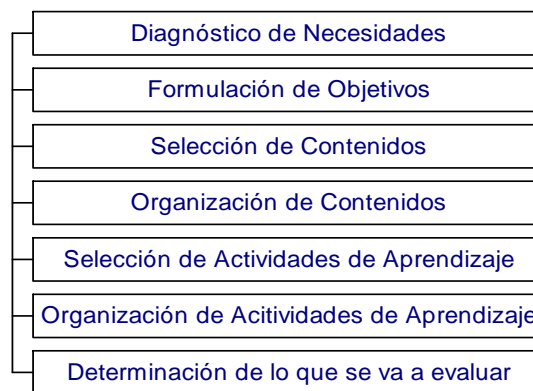 Diagnóstico de Necesidades
Formulación de Objetivos
Selección de Contenidos
Organización de Contenidos
Selección de Actividades de Aprendizaje
Organización de Acitividades de Aprendizaje
Determinación de lo que se va a evaluar